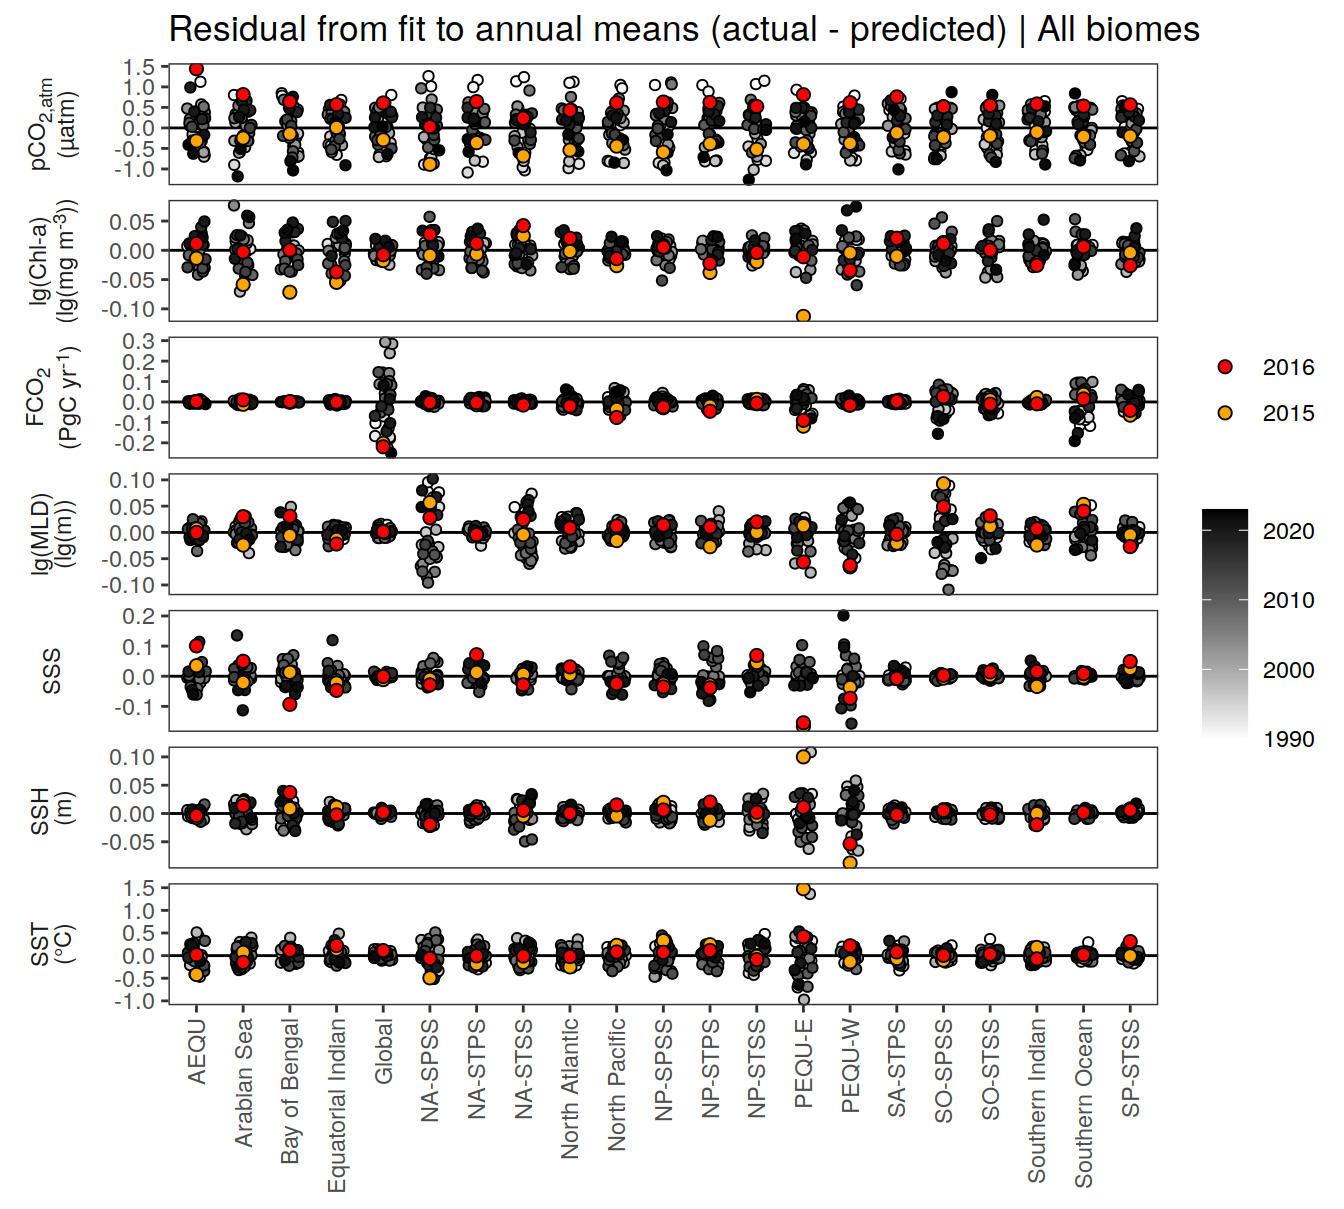 Residual from fit to annual means (actual - predicted) | All biomes
pCO2,atm
(µatm)
1.5
1.0
0.5
0.0
-0.5
-1.0
lg(Chl-a)
(lg(mg m-3))
0.05
0.00
-0.05
-0.10
FCO2
(PgC yr-1)
0.3
0.2
0.1
0.0
-0.1
-0.2
lg(MLD)
(lg(m))
0.10
0.05
0.00
-0.05
-0.10
SSS
0.2
0.1
0.0
-0.1
SSH
(m)
0.10
0.05
0.00
-0.05
SST
(°C)
1.5
1.0
0.5
0.0
-0.5
-1.0
AEQU
Arabian Sea
Bay of Bengal
Equatorial Indian
Global
NA-SPSS
NA-STPS
NA-STSS
North Atlantic
North Pacific
NP-SPSS
NP-STPS
NP-STSS
PEQU-E
PEQU-W
SA-STPS
SO-SPSS
SO-STSS
Southern Indian
Southern Ocean
SP-STSS
2016
2015
2020
2010
2000
1990